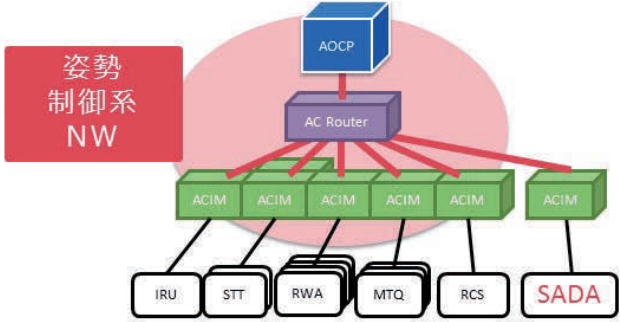 姿勢
制御系
NW
AOCP
AC Router
ACIM
ACIM
ACIM
ACIM
ACIM
ACIM
IRU
STT
RWA
MTQ
RCS
SADA